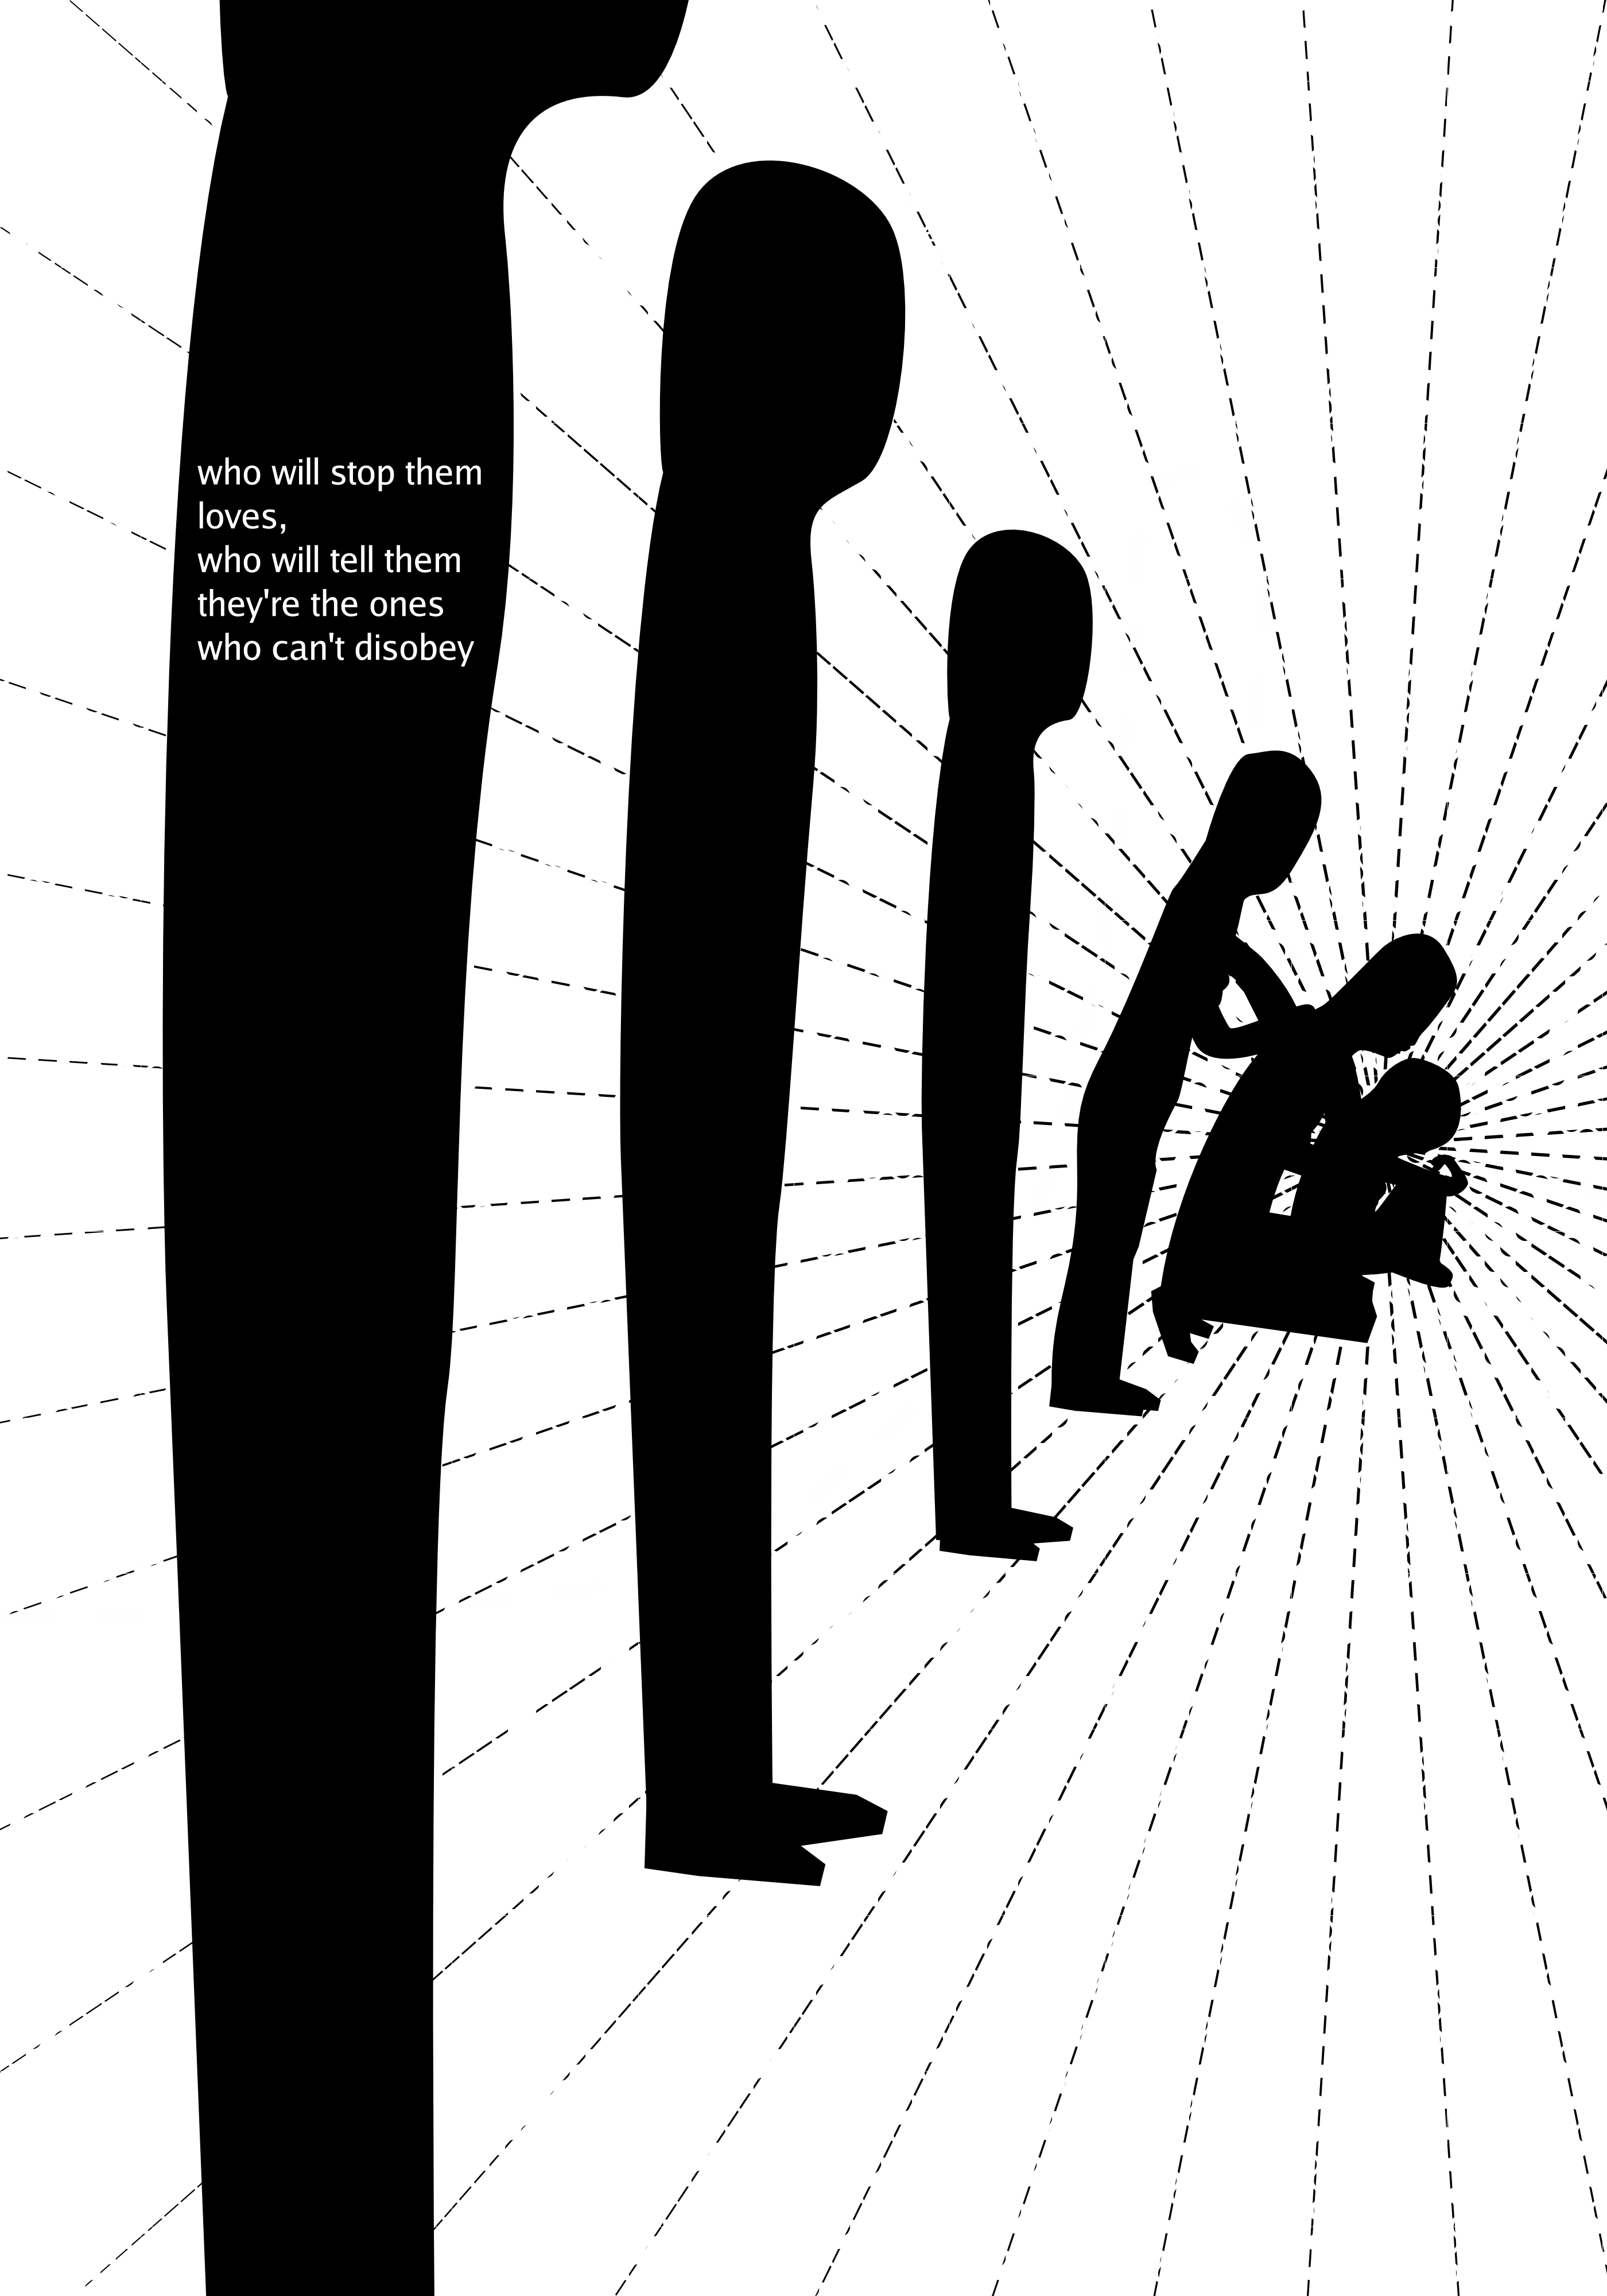 who will stop them
loves,
who will tell them
they're the ones
who can't disobey